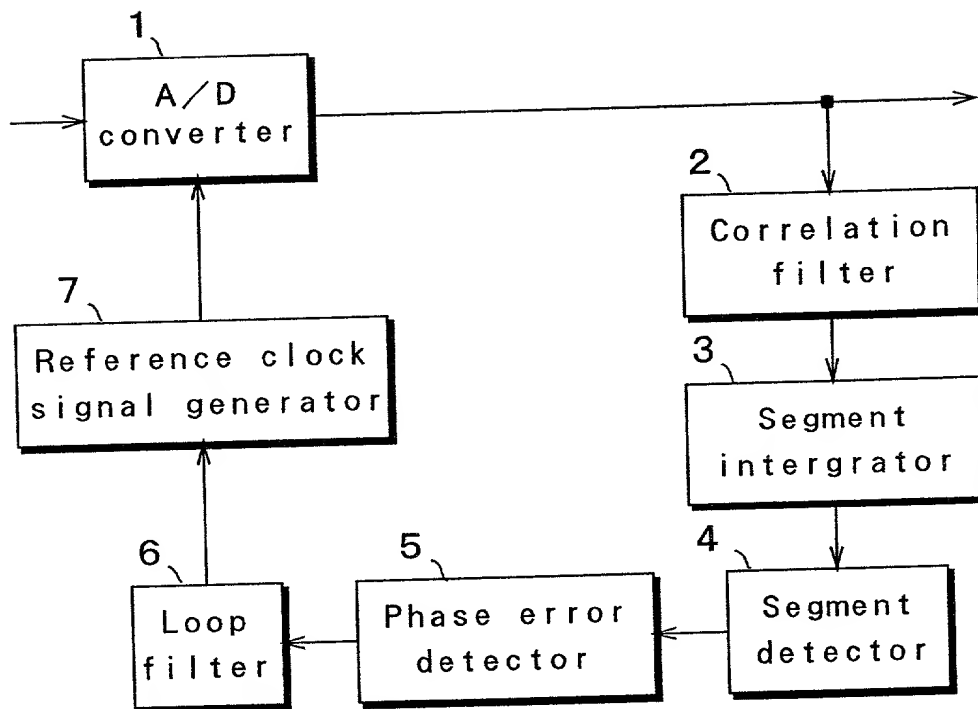 1
A/D
converter
2
Correlation
filter
7
Reference clock
signal generator
3
Segment
intergrator
6
Loop
filter
5
Phase error
detector
4
Segment
detector